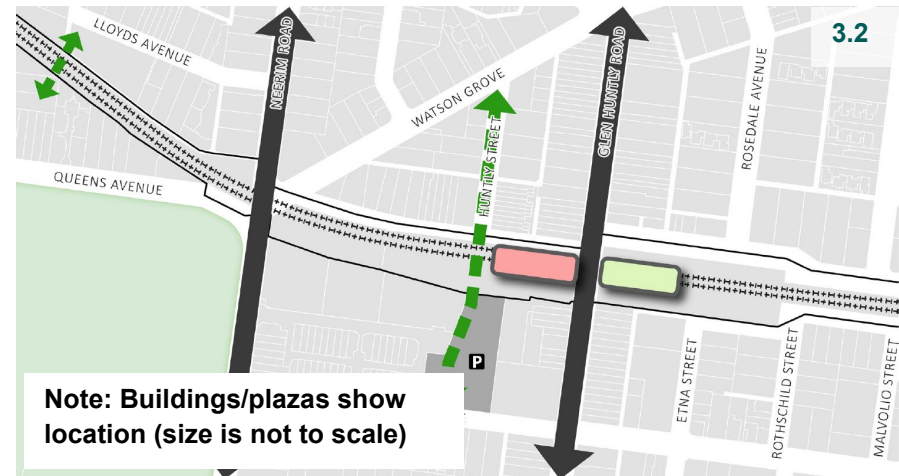 3.2
LLOYDS AVENUE
NEERIM ROAD
WATSON GROVE
GLEN HUNTLY ROAD
ROSEDALE AVENUE
HUNTLY STREET
QUEENS AVENUE
P
ETNA STREET
ROTHSCHILD STREET
MALVOLIO STREET
Note: Buildings/plazas show
location (size is not to scale)